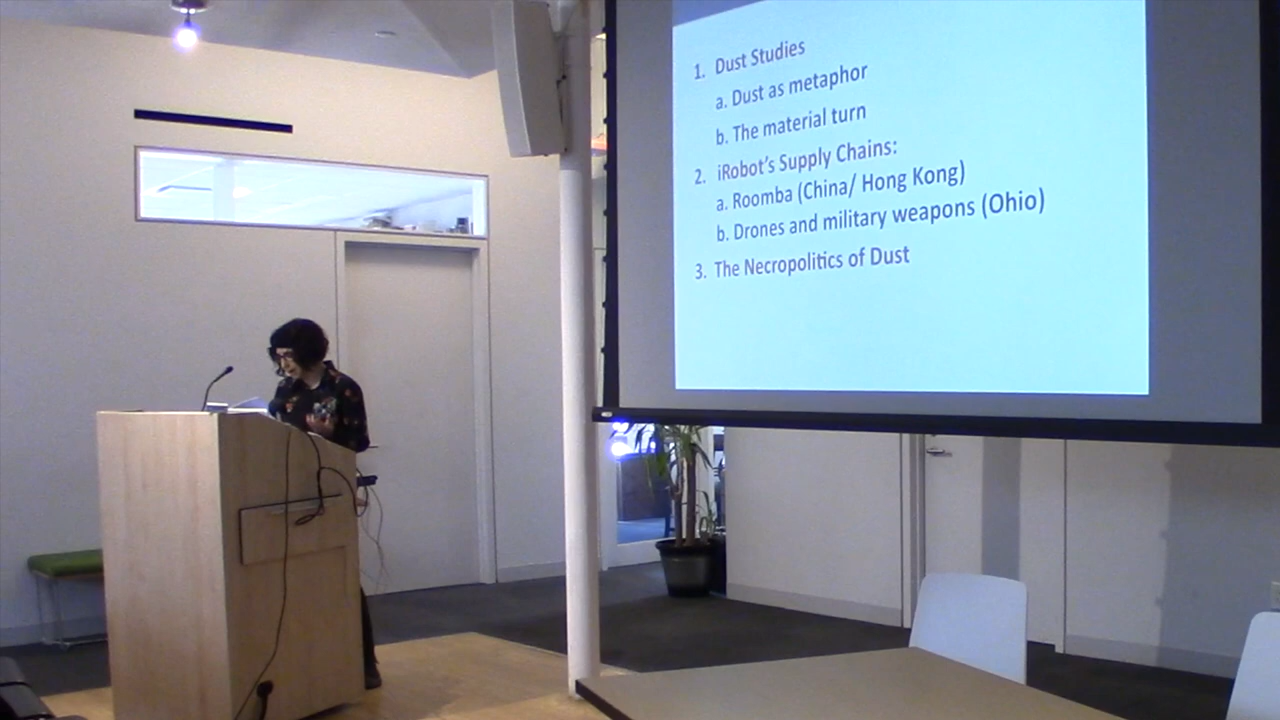 1. Dust Studies
a. Dust as metaphor
b. The material turn
2. iRobot's Supply Chains:
a. Roomba (China/ Hong Kong)
b. Drones and military weapons (Ohio)
3. The Necropolitics of Dust